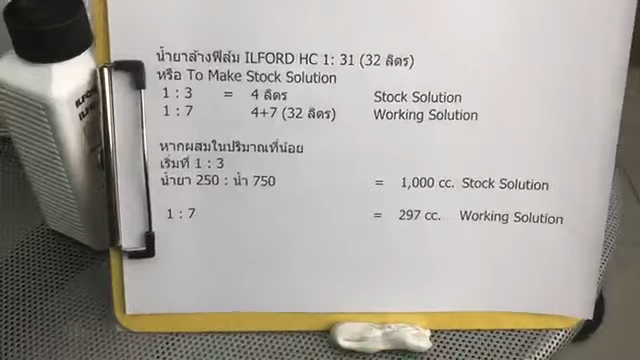 น้ำยาล้างฟิล์ม ILFORD HC 1: 31 (32 ลิตร)
หรือ To Make Stock Solution
1 : 3 = 4 ลิตร Stock Solution
1 : 7 4+7 (32 ลิตร) Working Solution
หากผสมในปริมาณที่น้อย
เริ่มที่ 1 : 3
น้ำยา 250 : น้ำ 750 = 1,000 cc. Stock Solution
1 : 7 = 297 cc. Working Solution